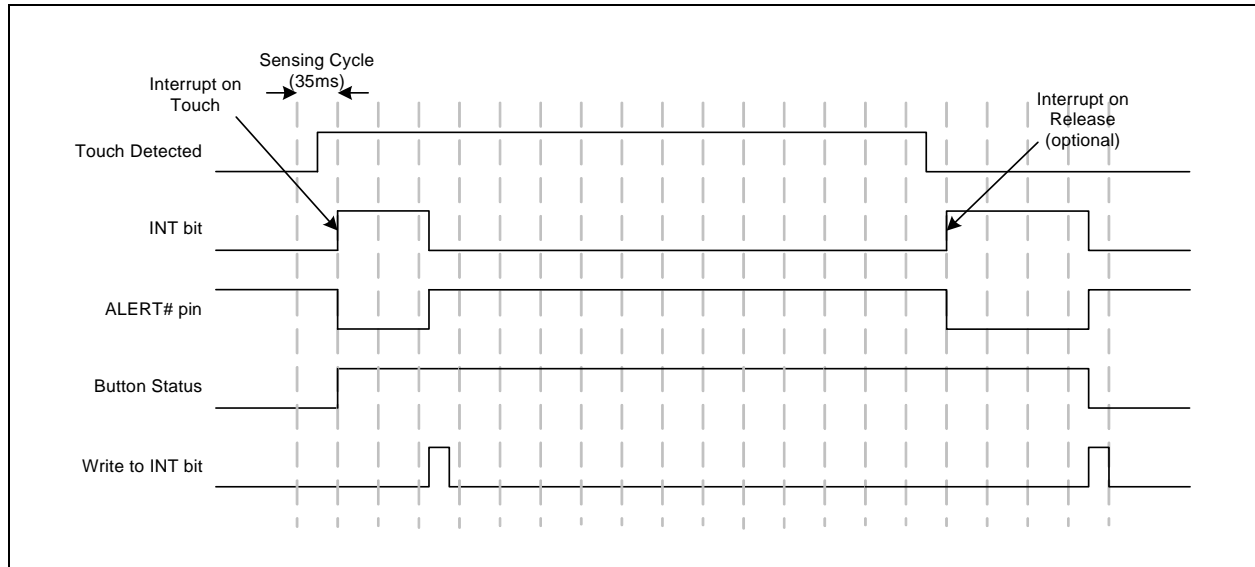 Sensing Cycle
(35ms)
Interrupt on
Touch
Interrupt on
Release
(optional)
Touch Detected
INT bit
ALERT# pin
Button Status
Write to INT bit